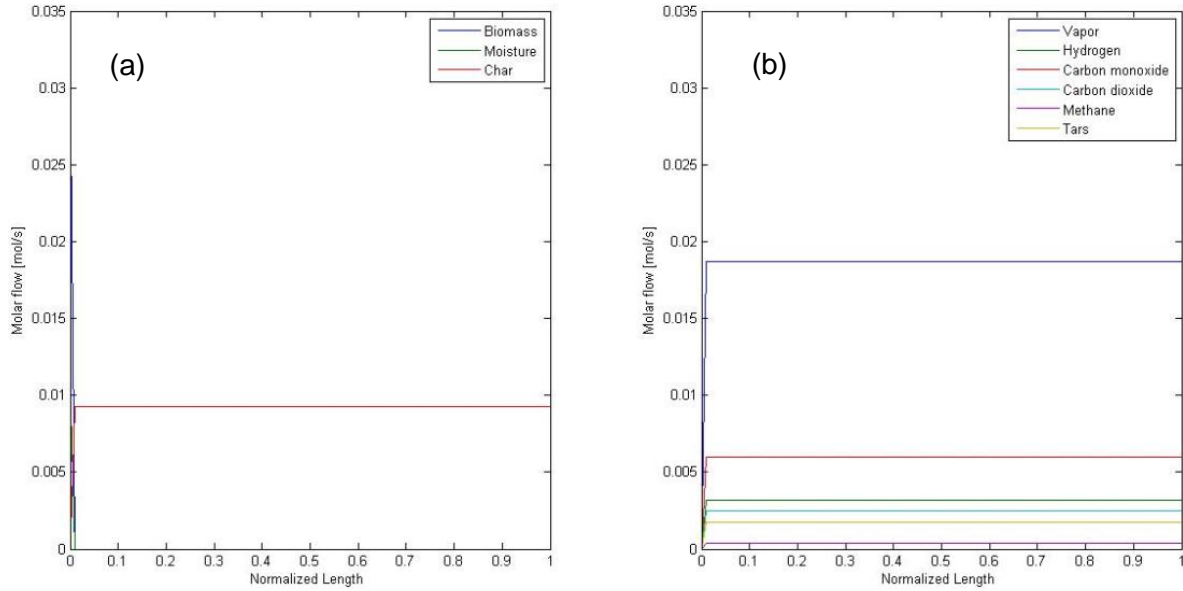 (a)
Biomass
Moisture
Char
0.035
0.03
0.025
0.02
0.015
0.01
0.005
0
Molar flow [mol/s]
0 0.1 0.2 0.3 0.4 0.5 0.6 0.7 0.8 0.9 1
Normalized Length
(b)
Vapor
Hydrogen
Carbon monoxide
Carbon dioxide
Methane
Tars
0.035
0.03
0.025
0.02
0.015
0.01
0.005
0
Molar flow [mol/s]
0 0.1 0.2 0.3 0.4 0.5 0.6 0.7 0.8 0.9 1
Normalized Length